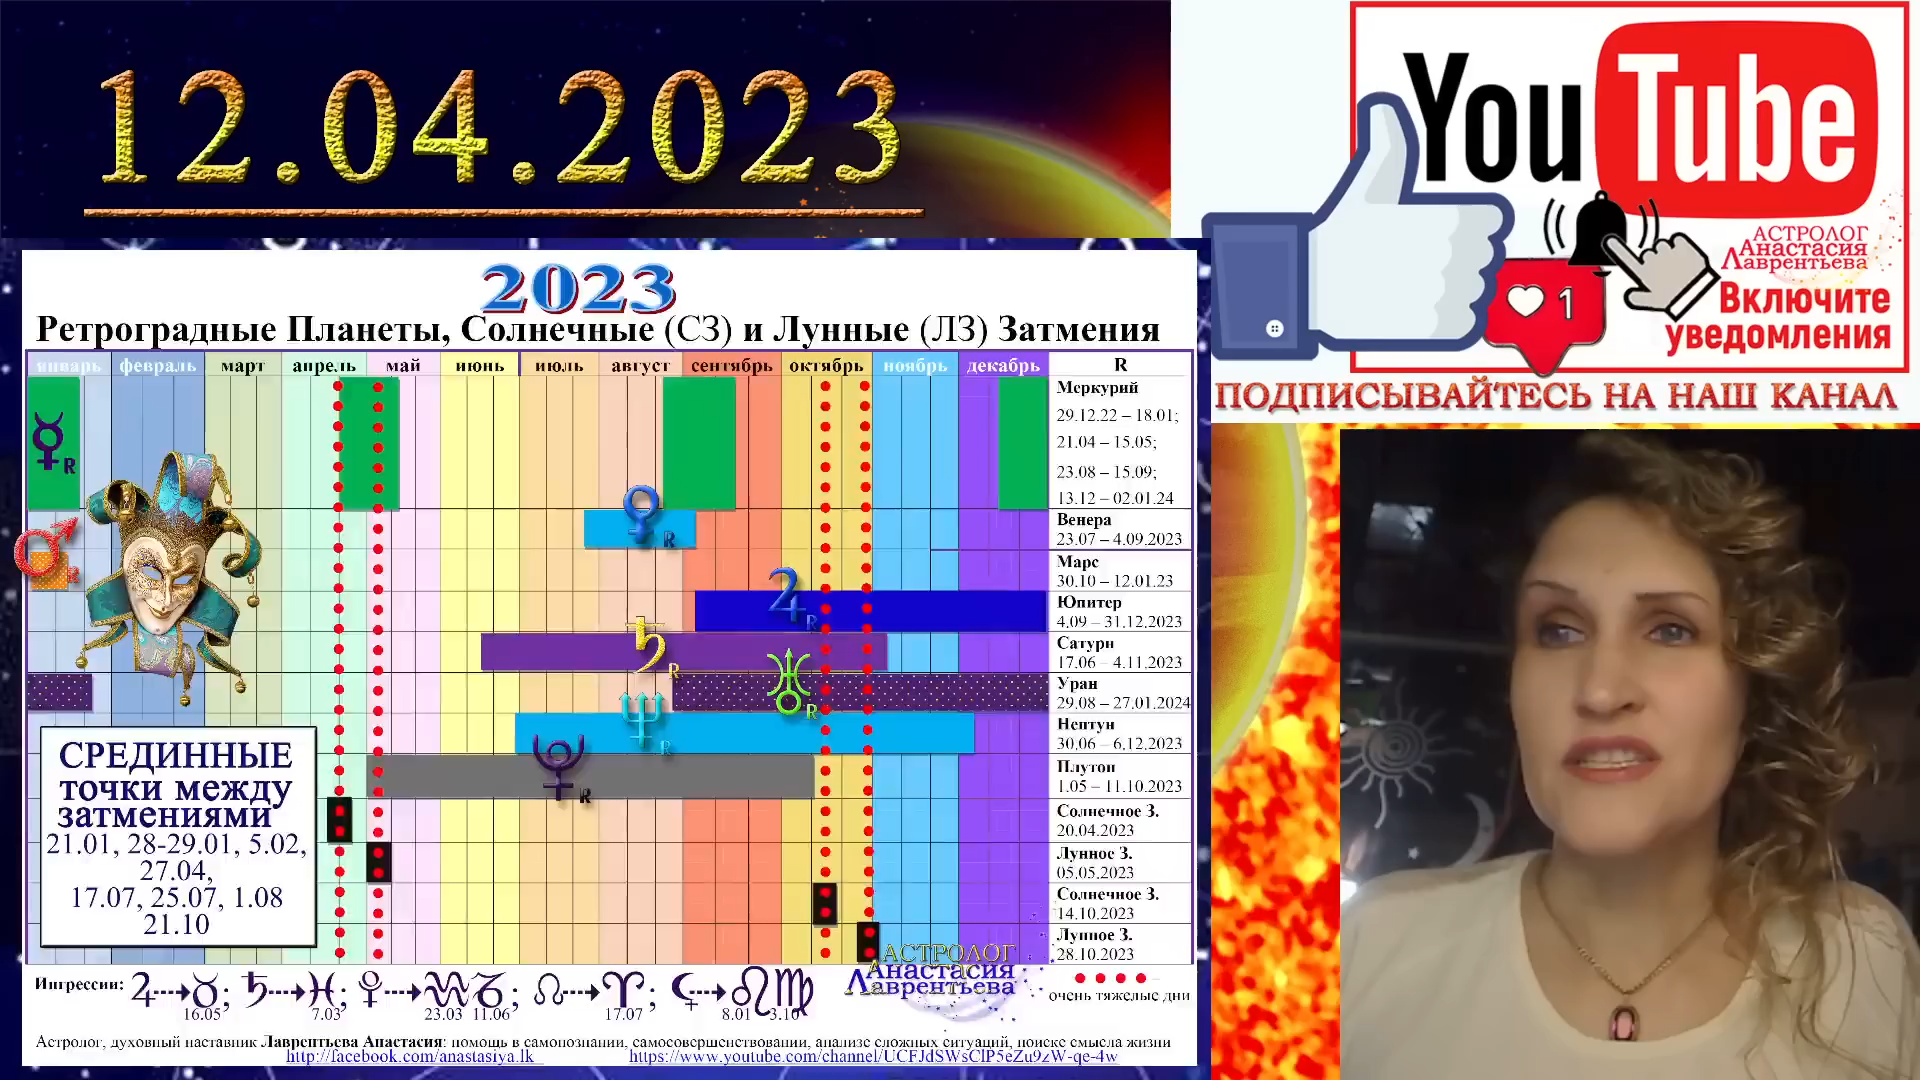 12.04.2023
YouTube
АСТРОЛОГ
Анастасия
Лаврентьева
1
Включите
уведомления
ПОДПИСЫВАЙТЕСЬ НА НАШ КАНАЛ
2023
Ретроградные Планеты, Солнечные (СЗ) и Лунные (ЛЗ) Затмения
январь февраль март апрель май июнь июль август сентябрь октябрь ноябрь декабрь R
Меркурий
29.12.22 – 18.01;
21.04 – 15.05;
23.08 – 15.09;
13.12 – 02.01.24
Венера
23.07 – 4.09.2023
Марс
30.10 – 12.01.23
Юпитер
4.09 – 31.12.2023
Сатурн
17.06 – 4.11.2023
Уран
29.08 – 27.01.2024
Нептун
30.06 – 6.12.2023
Плутон
1.05 – 11.10.2023
Солнечное З.
20.04.2023
Лунное З.
05.05.2023
Солнечное З.
14.10.2023
Лунное З.
28.10.2023
R
R
R
R
R
R
R
R
СРЕДИННЫЕ
точки между
затмениями
21.01, 28-29.01, 5.02,
27.04,
17.07, 25.07, 1.08
21.10
АСТРОЛОГ
Анастасия
Лаврентьева
очень тяжелые дни
Ингрессии:
16.05 7.03 23.03 11.06 17.07 8.01 3.10
Астролог, духовный наставник Лаврентьева Анастасия: помощь в самопознании, самосовершенствовании, анализе сложных ситуаций, поиске смысла жизни
http://facebook.com/anastasiya.lk https://www.youtube.com/channel/UCFJdSWsClP5eZu9zW-qe-4w